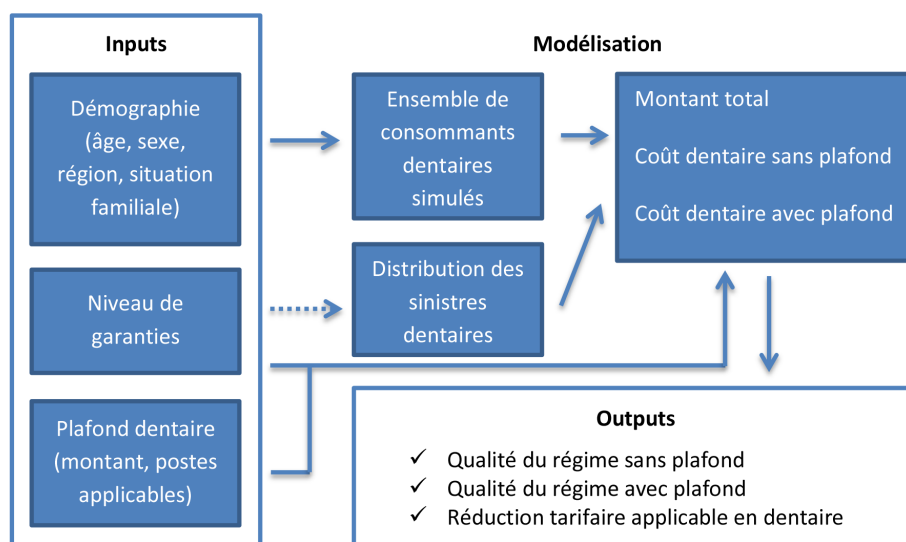 Inputs
Démographie
(âge, sexe,
région, situation
familiale)
Niveau de
garanties
Plafond dentaire
(montant, postes
applicables)
Modélisation
Ensemble de
consommants
dentaires
simulés
Distribution des
sinistres
dentaires
Montant total
Coût dentaire sans plafond
Coût dentaire avec plafond
Outputs
✓ Qualité du régime sans plafond
✓ Qualité du régime avec plafond
✓ Réduction tarifaire applicable en dentaire